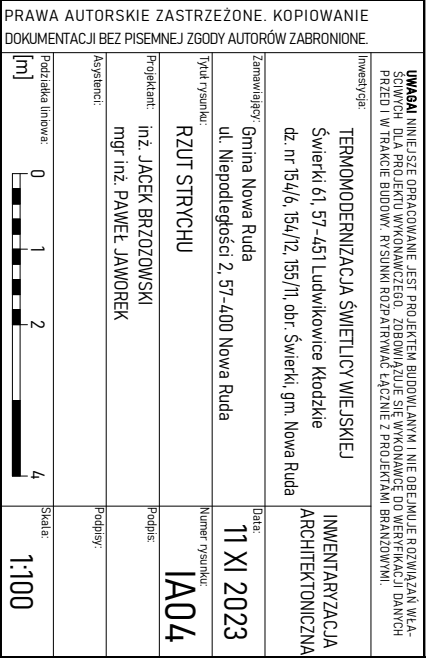 PRAWA AUTORSKIE ZASTRZEŻONE. KOPIOWANIE
DOKUMENTACJI BEZ PISEMNEJ ZGODY AUTORÓW ZABRONIONE.
UWAGA! NINIEJSZE OPRACOWANIE JEST PROJEKTEM BUDOWLANYM I NIE OBEJMUJE ROZWIĄZAŃ WŁA-
ŚCIWYCH DLA PROJEKTU WYKONAWCZEGO. ZOBOWIĄZUJE SIĘ WYKONAWCĘ DO WERYFIKACJI DANYCH
PRZED I W TRAKCIE BUDOWY. RYSUNKI ROZPATRYWAĆ ŁĄCZNIE Z PROJEKTAMI BRANŻOWYMI.
Inwestycja:
TERMOMODERNIZACJA ŚWIETLICY WIEJSKIEJ
Świerki 61, 57-451 Ludwikowice Kłodzkie
dz. nr 154/6, 154/12, 155/11, obr. Świerki, gm. Nowa Ruda
INWENTARYZACJA
ARCHITEKTONICZNA
Zamawiający:
Gmina Nowa Ruda
ul. Niepodległości 2, 57-400 Nowa Ruda
Data:
11 XI 2023
Tytuł rysunku:
RZUT STRYCHU
Numer rysunku:
IA04
Projektant:
inż. JACEK BRZOZOWSKI
mgr inż. PAWEŁ JAWOREK
Podpis:
Asystenci:
Podpisy:
Podziałka liniowa:
[m]
0 1 2 4
Skala:
1:100